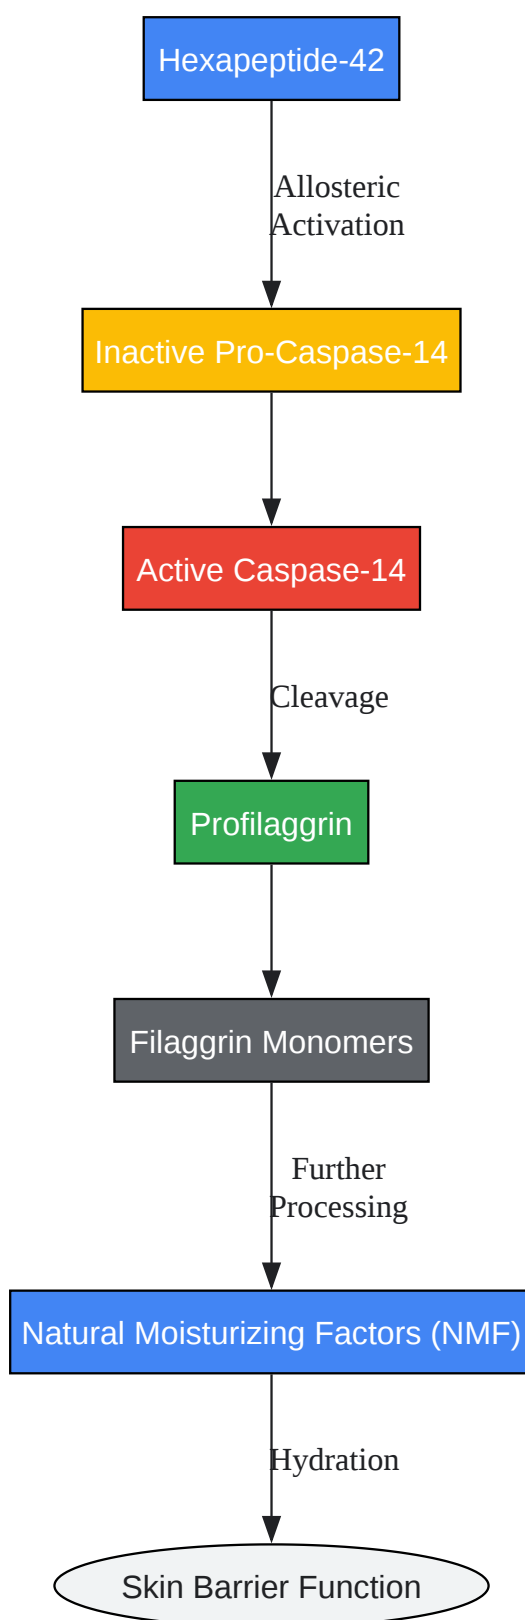 Hexapeptide-42
Allosteric
Activation
Inactive Pro-Caspase-14
Active Caspase-14
Cleavage
Profilaggrin
Filaggrin Monomers
Further
Processing
Natural Moisturizing Factors (NMF)
Hydration
Skin Barrier Function